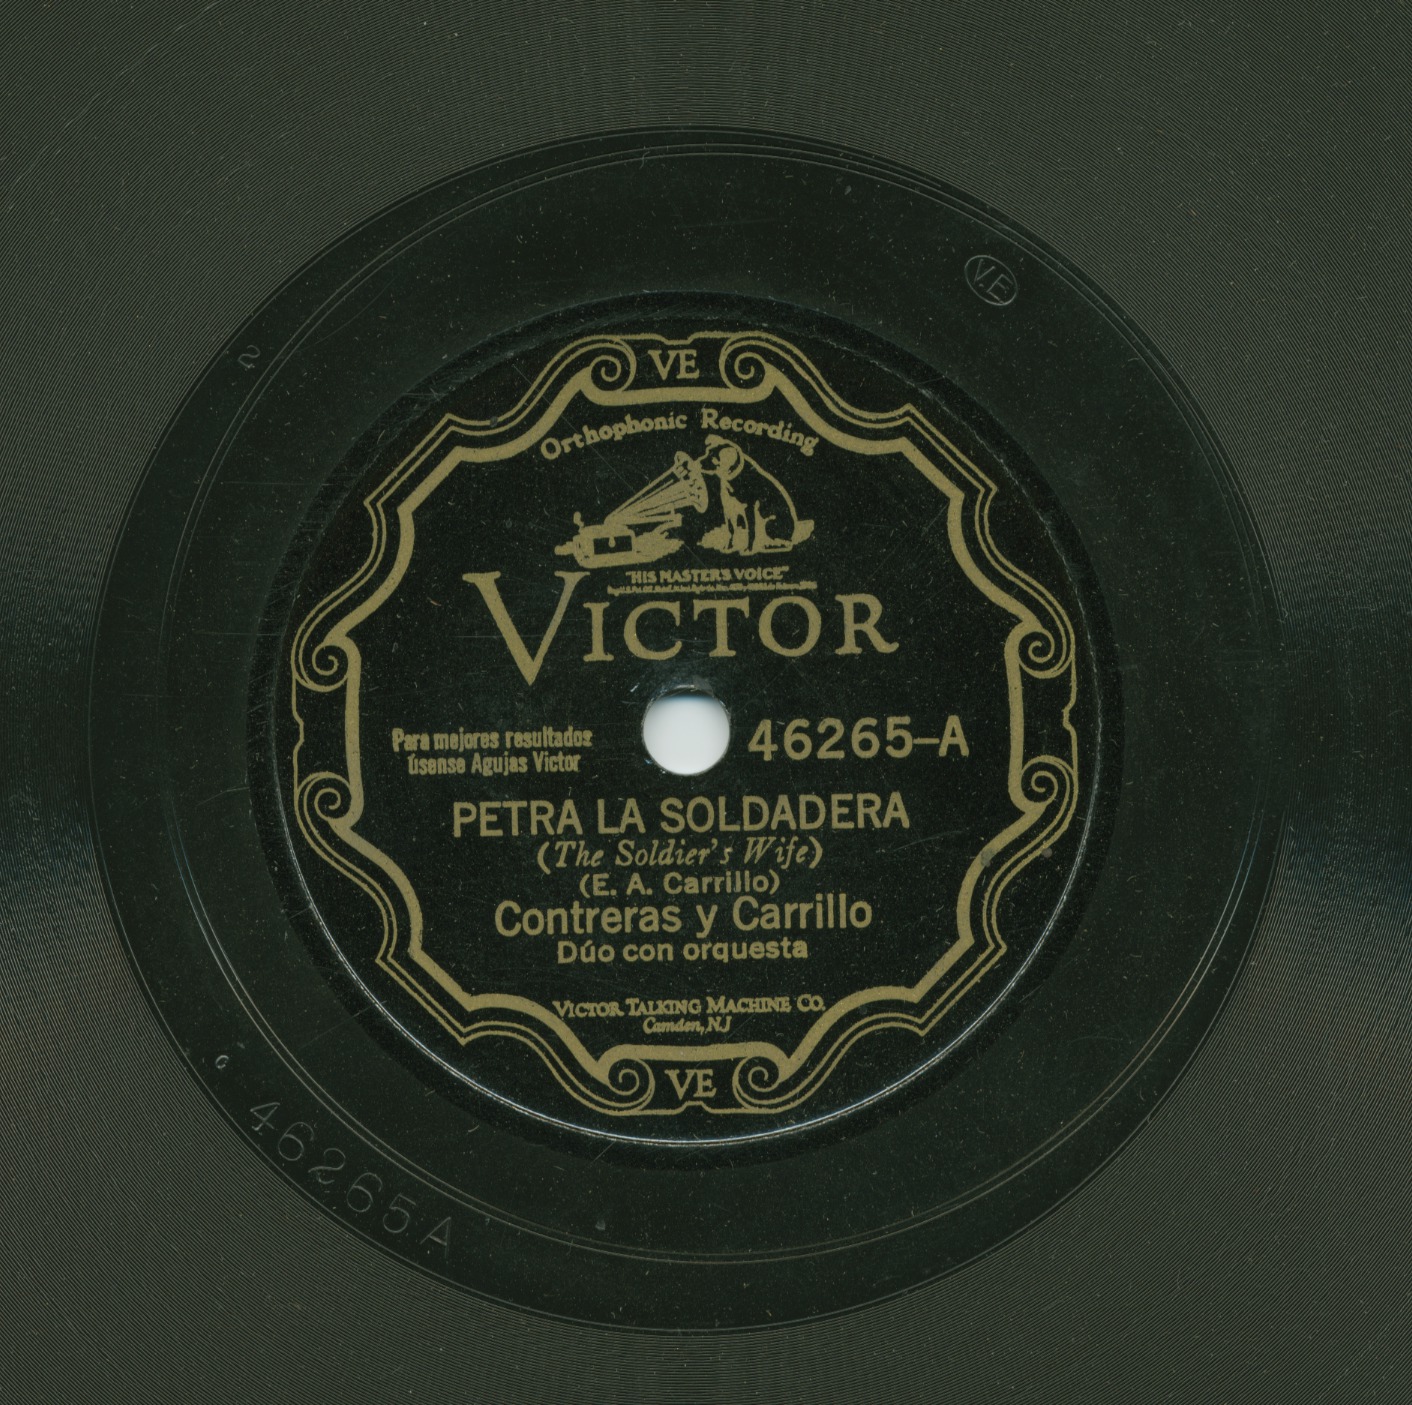 VE
Orthophonic Recording
"HIS MASTER'S VOICE"
VICTOR
Para mejores resultados
úsense Agujas Victor
46265-A
PETRA LA SOLDADERA
(The Soldier's Wife)
(E. A. Carrillo)
Contreras y Carrillo
Dúo con orquesta
VICTOR TALKING MACHINE CO.
Camden, NJ
VE
V.E
2
46265A